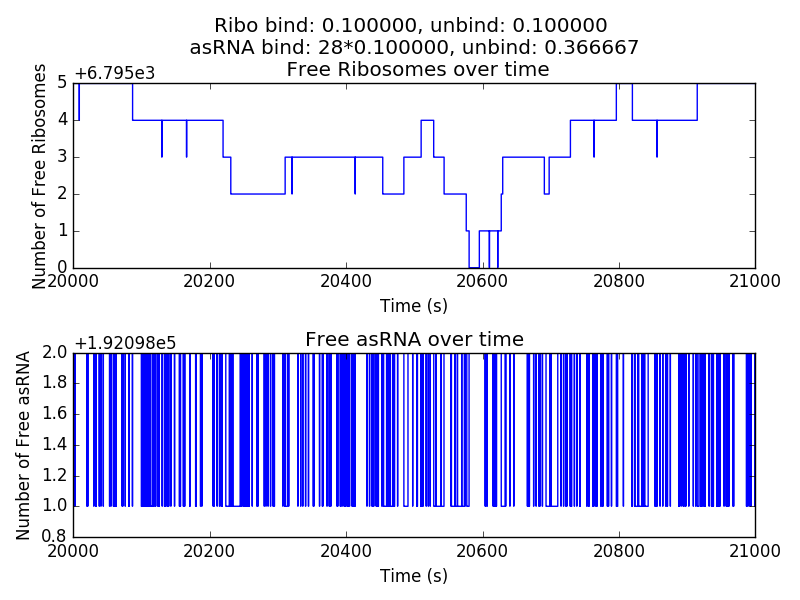 Ribo bind: 0.100000, unbind: 0.100000
asRNA bind: 28*0.100000, unbind: 0.366667
Free Ribosomes over time
+6.795e3
Number of Free Ribosomes
5
4
3
2
1
0
20000 20200 20400 20600 20800 21000
Time (s)
Free asRNA over time
+1.92098e5
Number of Free asRNA
2.0
1.8
1.6
1.4
1.2
1.0
0.8
20000 20200 20400 20600 20800 21000
Time (s)